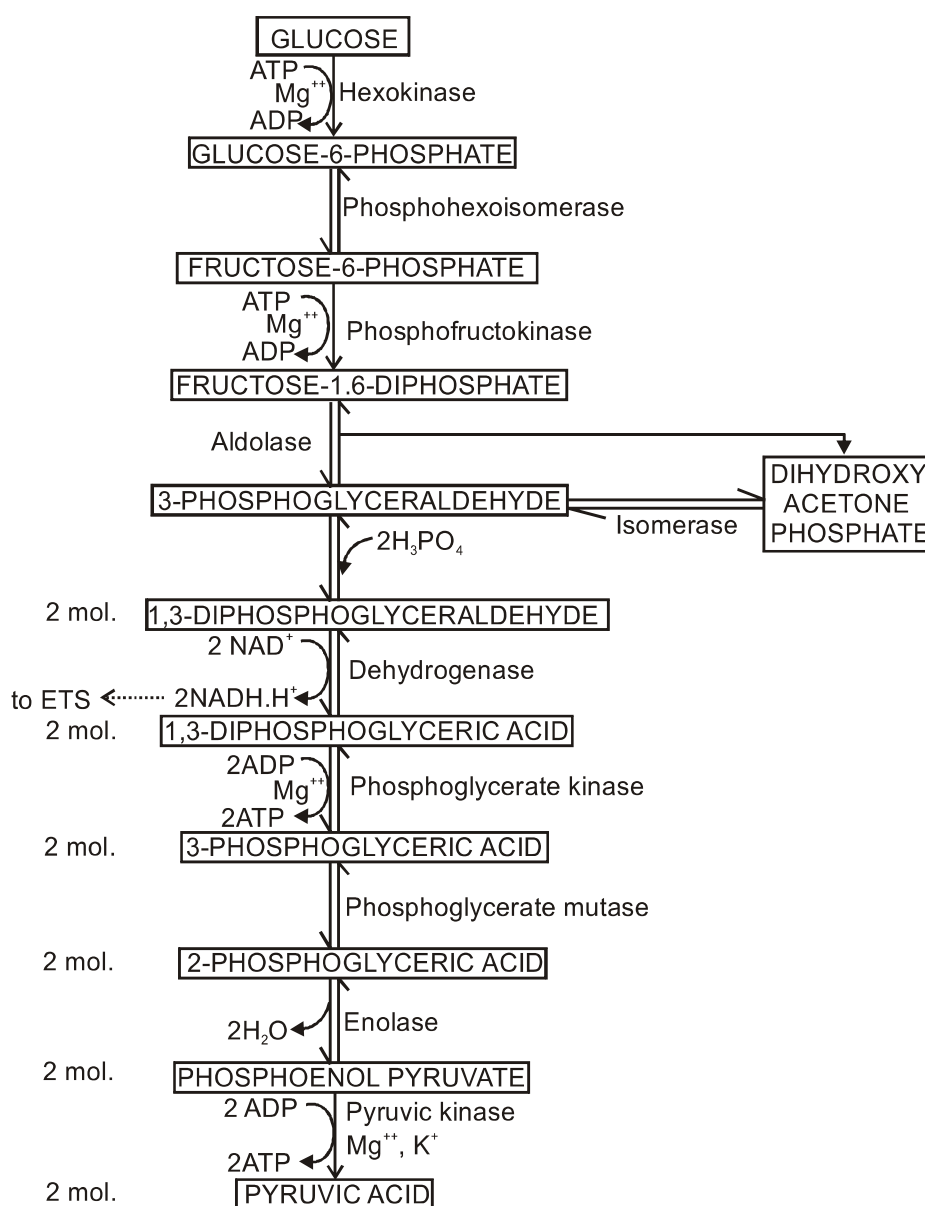 GLUCOSE
ATP
Mg++ Hexokinase
ADP
GLUCOSE-6-PHOSPHATE
Phosphohexoisomerase
FRUCTOSE-6-PHOSPHATE
ATP
Mg++ Phosphofructokinase
ADP
FRUCTOSE-1.6-DIPHOSPHATE
Aldolase
3-PHOSPHOGLYCERALDEHYDE
DIHYDROXY
ACETONE
PHOSPHATE
Isomerase
2H₃PO₄
2 mol. 1,3-DIPHOSPHOGLYCERALDEHYDE
2 NAD⁺
Dehydrogenase
to ETS 2NADH.H⁺
2 mol. 1,3-DIPHOSPHOGLYCERIC ACID
2ADP
Mg++ Phosphoglycerate kinase
2ATP
2 mol. 3-PHOSPHOGLYCERIC ACID
Phosphoglycerate mutase
2 mol. 2-PHOSPHOGLYCERIC ACID
2H₂O Enolase
2 mol. PHOSPHOENOL PYRUVATE
2 ADP Pyruvic kinase
Mg++, K⁺
2ATP
2 mol. PYRUVIC ACID